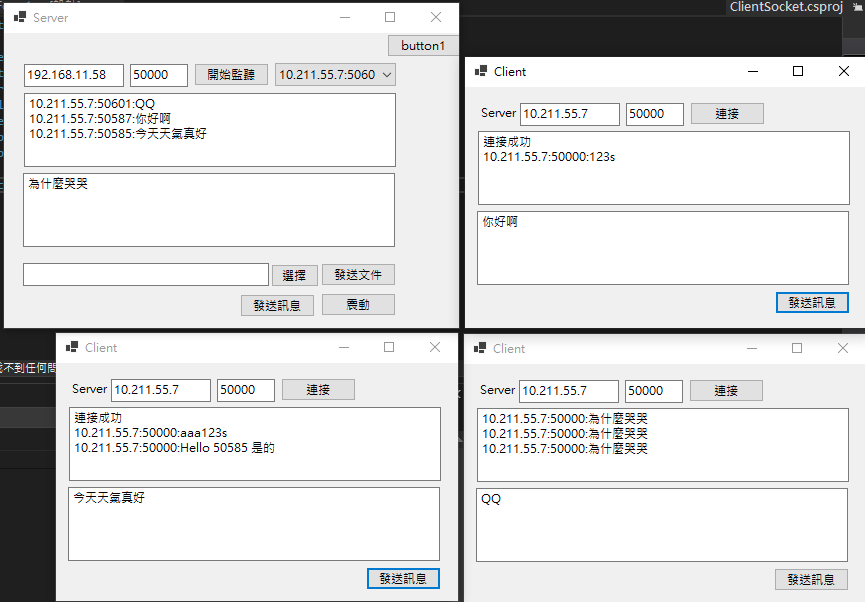 ClientSocket.csproj
Server
button1
192.168.11.58 50000 開始監聽 10.211.55.7:5060
10.211.55.7:50601:QQ
10.211.55.7:50587:你好啊
10.211.55.7:50585:今天天氣真好
為什麼哭哭
選擇 發送文件
發送訊息 震動
Client
Server 10.211.55.7 50000 連接
連接成功
10.211.55.7:50000:123s
你好啊
發送訊息
找不到任何問
Client
Server 10.211.55.7 50000 連接
連接成功
10.211.55.7:50000:aaa123s
10.211.55.7:50000:Hello 50585 是的
今天天氣真好
發送訊息
Client
Server 10.211.55.7 50000 連接
10.211.55.7:50000:為什麼哭哭
10.211.55.7:50000:為什麼哭哭
10.211.55.7:50000:為什麼哭哭
QQ
發送訊息